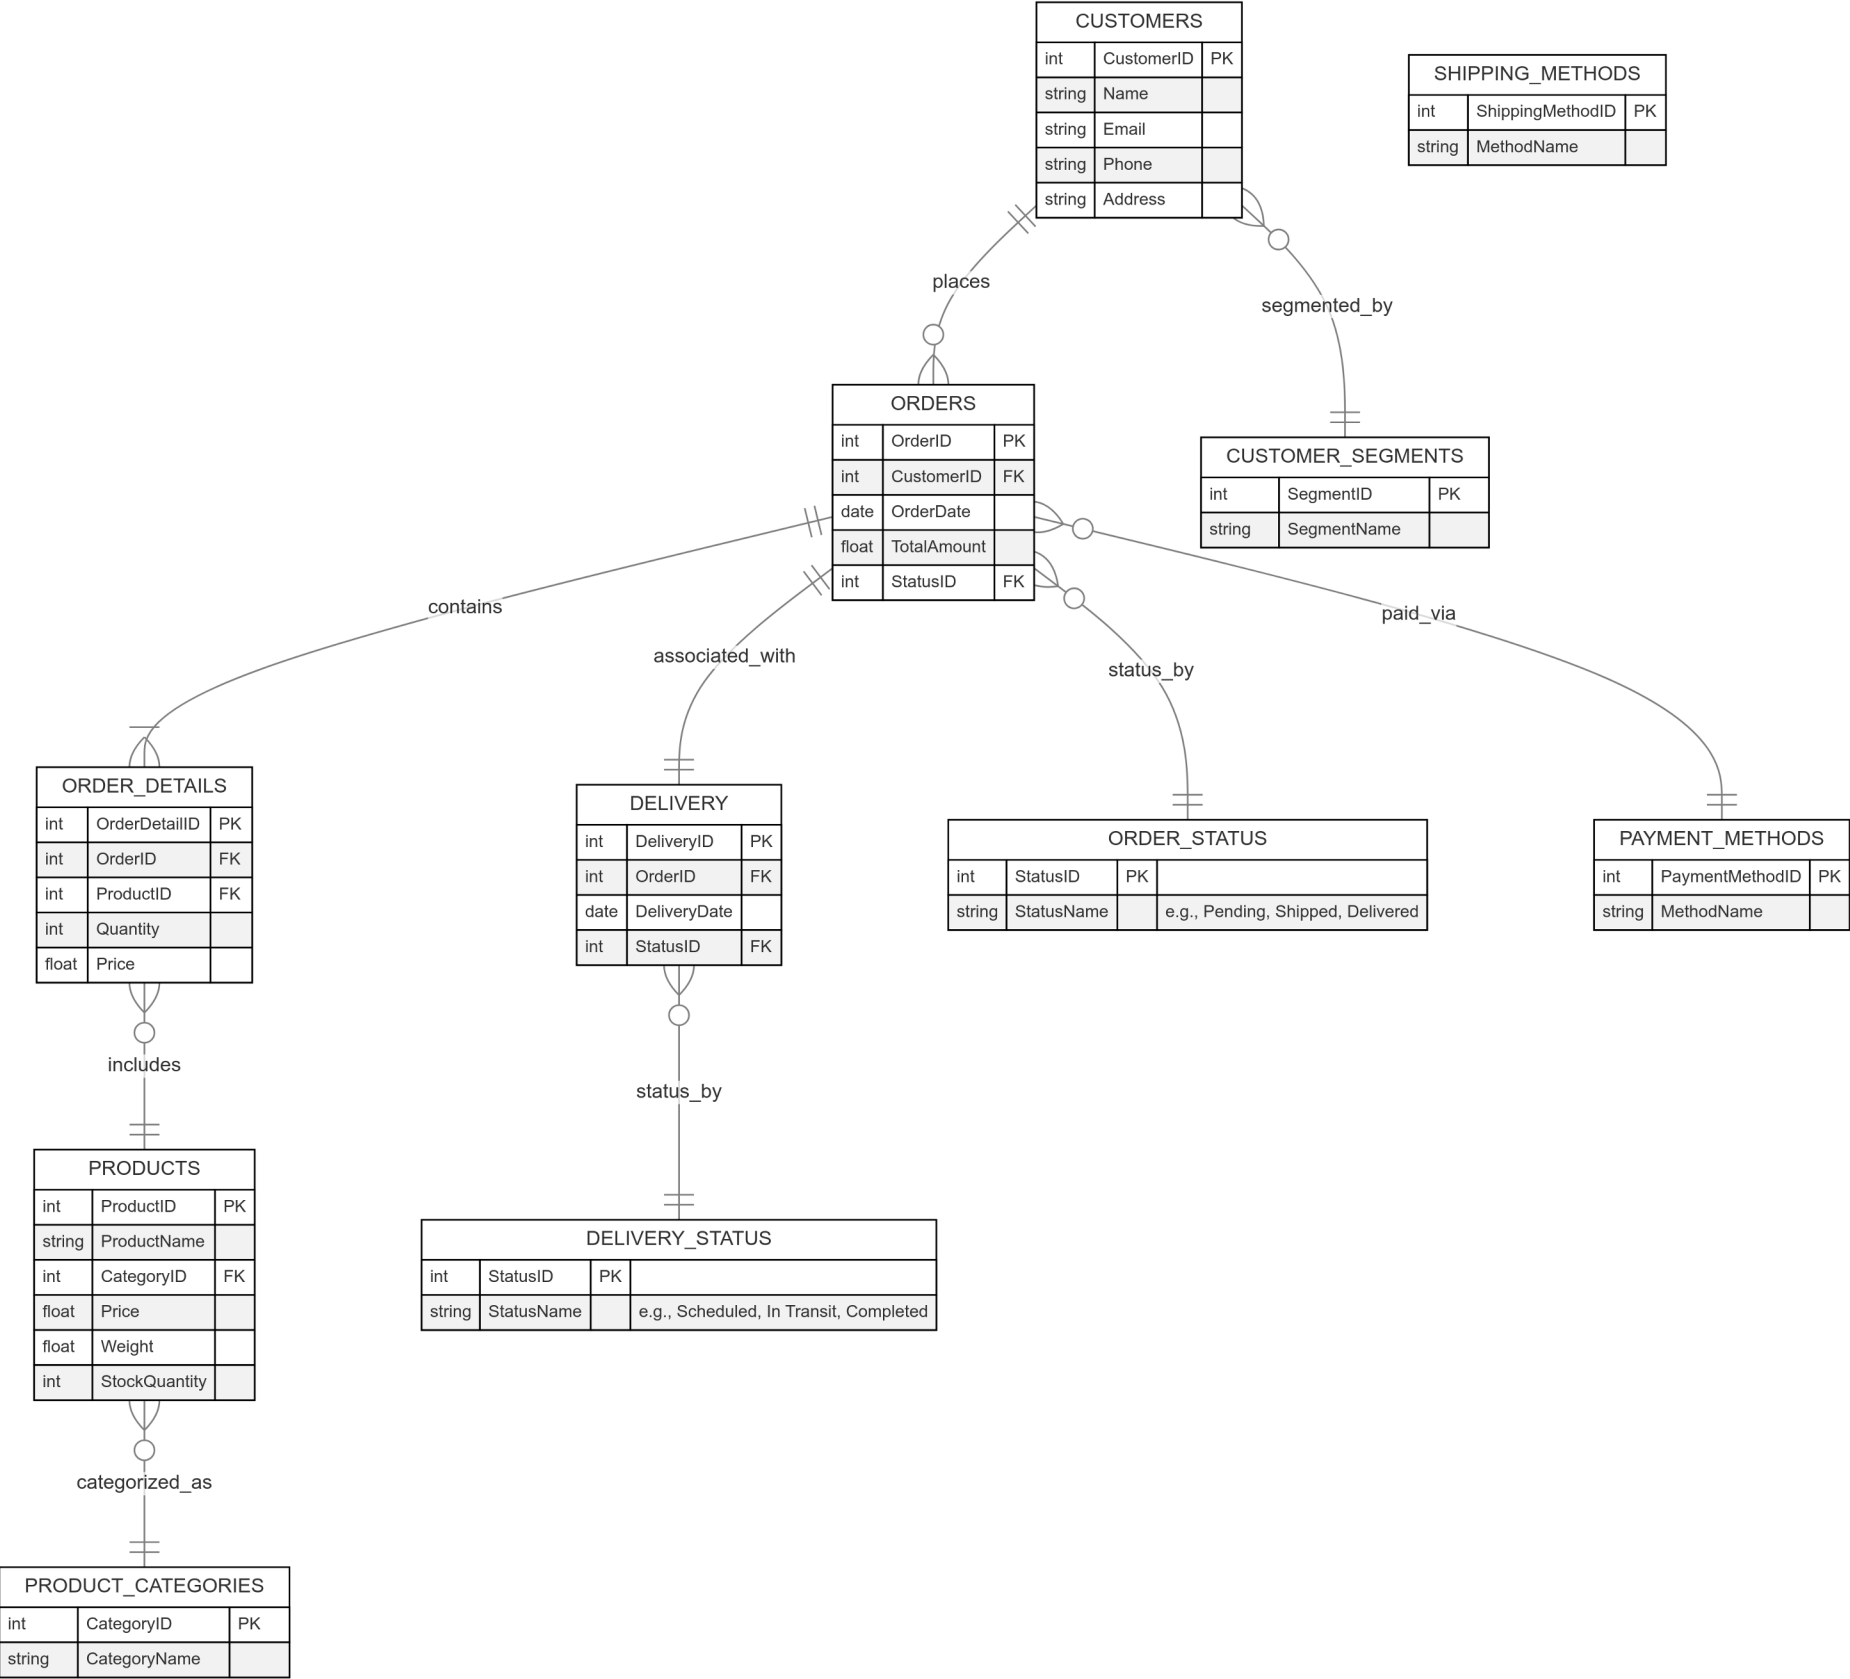 CUSTOMERS
int CustomerID PK
string Name
string Email
string Phone
string Address
SHIPPING_METHODS
int ShippingMethodID PK
string MethodName
places
segmented_by
ORDERS
int OrderID PK
int CustomerID FK
date OrderDate
float TotalAmount
int StatusID FK
CUSTOMER_SEGMENTS
int SegmentID PK
string SegmentName
contains
associated_with
status_by
paid_via
ORDER_DETAILS
int OrderDetailID PK
int OrderID FK
int ProductID FK
int Quantity
float Price
DELIVERY
int DeliveryID PK
int OrderID FK
date DeliveryDate
int StatusID FK
ORDER_STATUS
int StatusID PK
string StatusName e.g., Pending, Shipped, Delivered
PAYMENT_METHODS
int PaymentMethodID PK
string MethodName
includes
status_by
PRODUCTS
int ProductID PK
string ProductName
int CategoryID FK
float Price
float Weight
int StockQuantity
DELIVERY_STATUS
int StatusID PK
string StatusName e.g., Scheduled, In Transit, Completed
categorized_as
PRODUCT_CATEGORIES
int CategoryID PK
string CategoryName